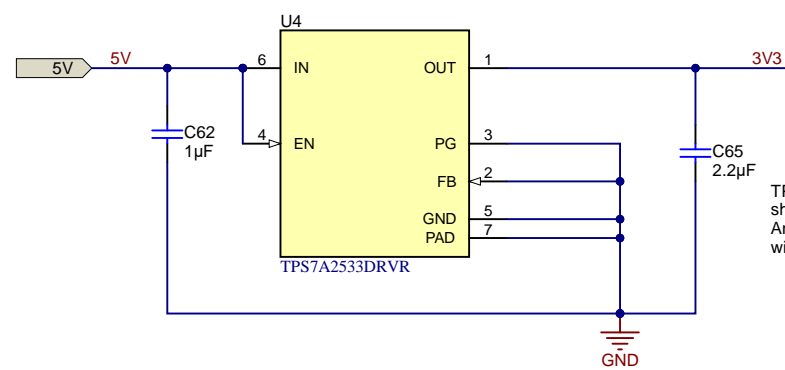 U4
5V
5V
6
IN
OUT
1
3V3
4
EN
PG
3
C62
1µF
FB
2
C65
2.2µF
GND
5
PAD
7
TPS7A2533DRVR
GND